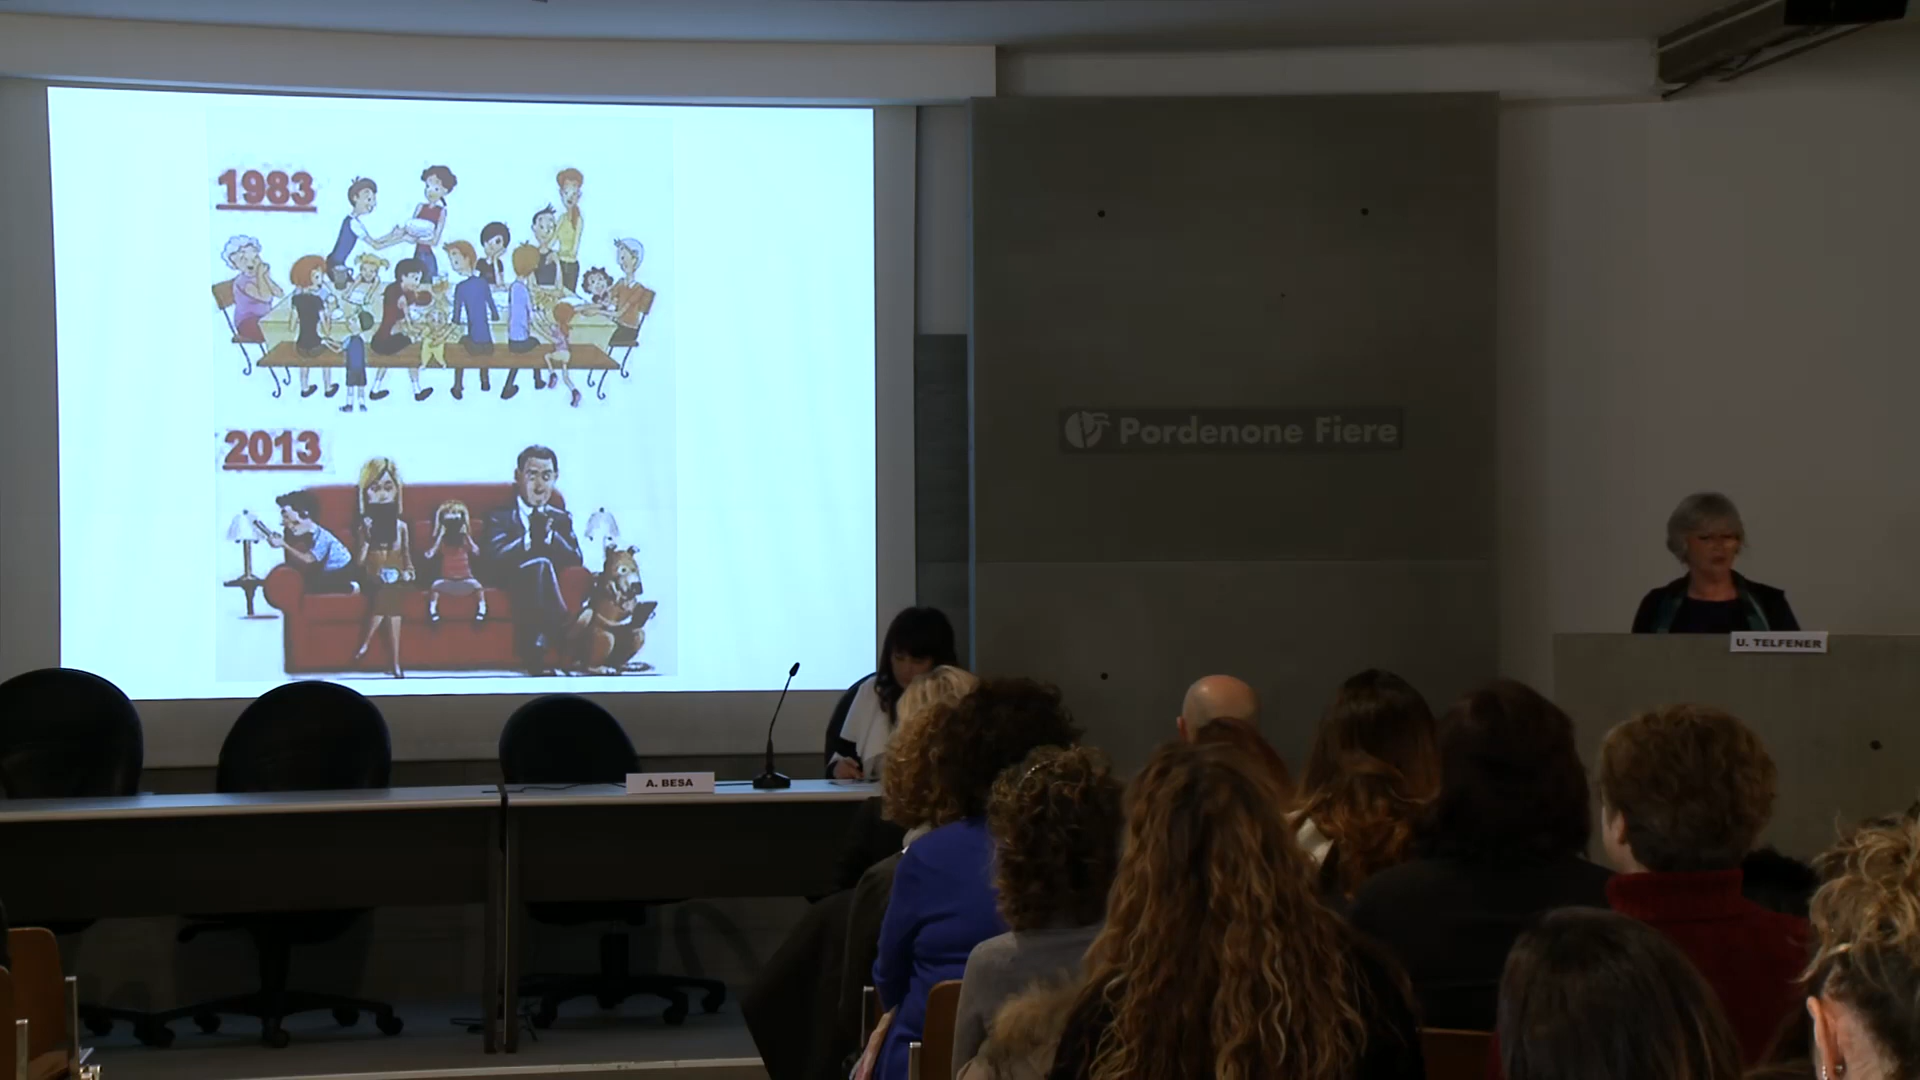 1983
2013
Pordenone Fiere
U. TELFENER
A. BESA